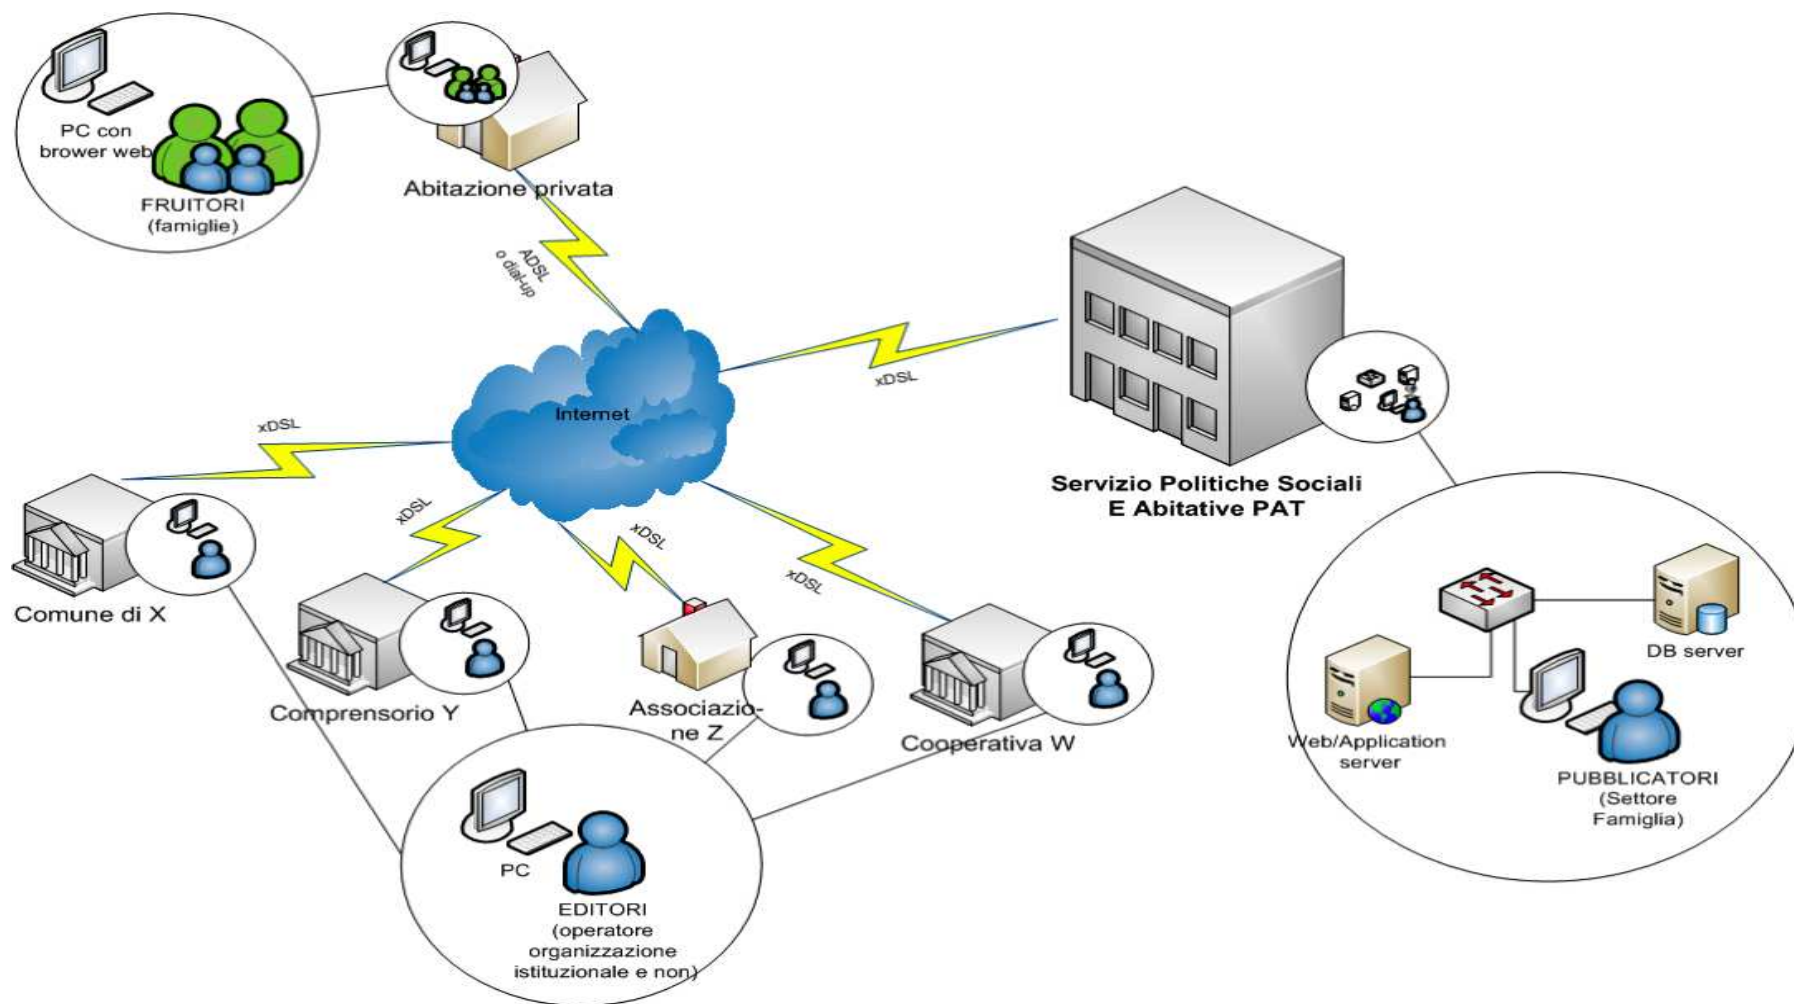 PC con
brower web
FRUITORI
(famiglie)
Abitazione privata
ADSL
o dial-up
xDSL
Internet
xDSL
xDSL
xDSL
xDSL
Servizio Politiche Sociali
E Abitative PAT
Comune di X
Comprensorio Y
Associazio-
ne Z
Cooperativa W
DB server
Web/Application
server
PUBBLICATORI
(Settore
Famiglia)
PC
EDITORI
(operatore
organizzazione
istituzionale e non)